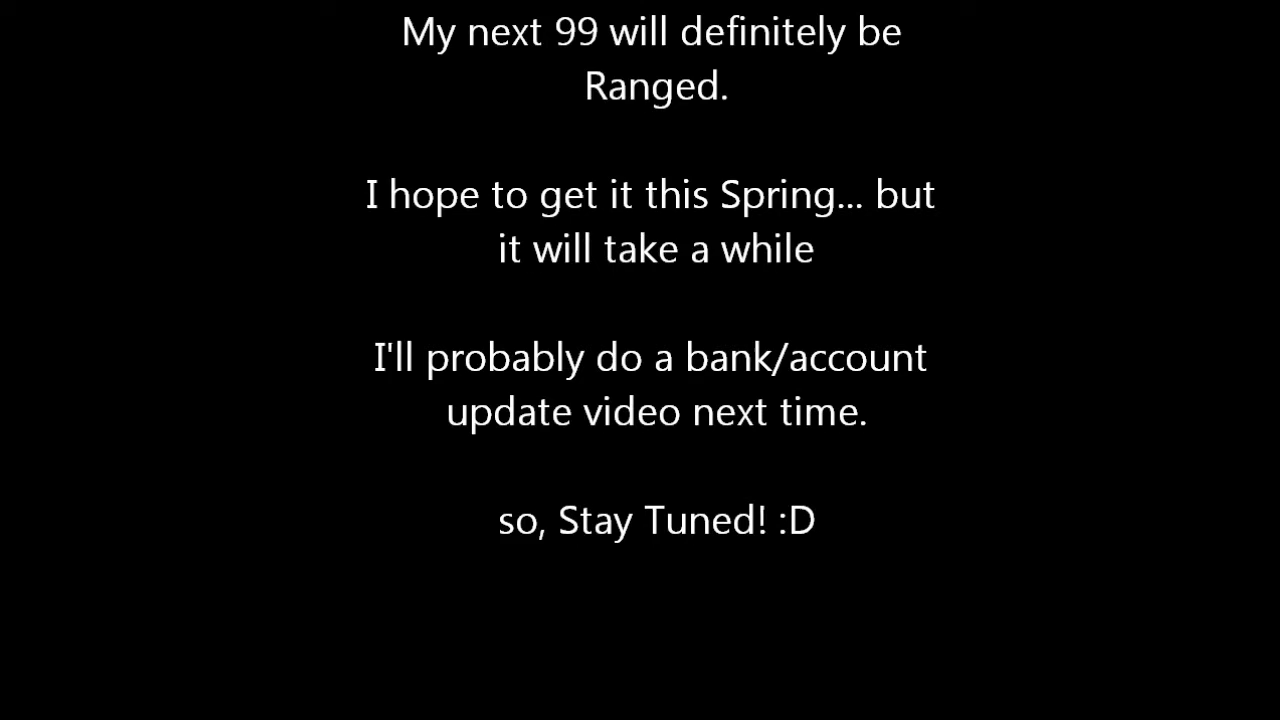 My next 99 will definitely be
Ranged.
I hope to get it this Spring... but
it will take a while
I'll probably do a bank/account
update video next time.
so, Stay Tuned! :D